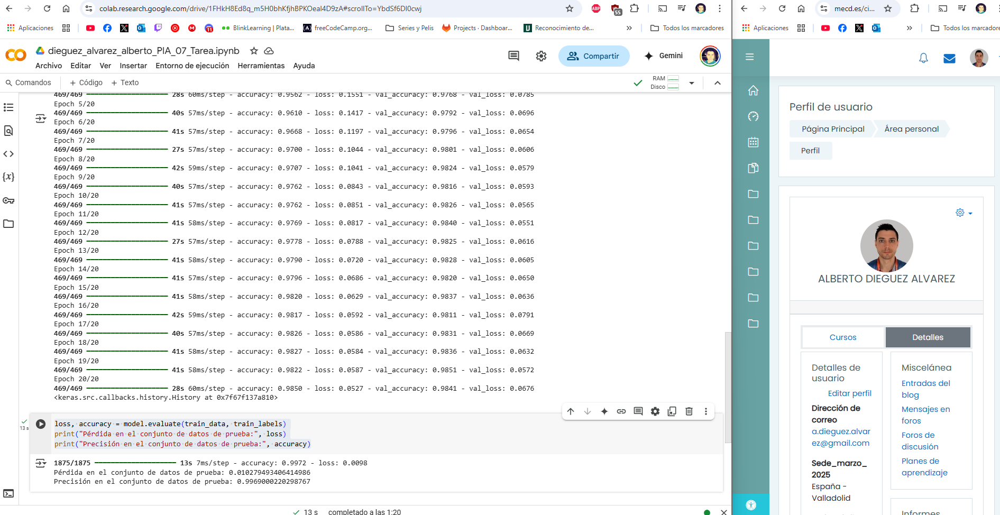 colab.research.google.com/drive/1FHkH8Ed8q_m5H0bhKfjhBPKOeal4D9zA#scrollTo=YbdSf6Dl0cwj
ABP
55
Aplicaciones
11
BlinkLearning | Plata...
freeCodeCamp.org...
Series y Pelis
Projects · Dashboar...
Reconocimiento de...
»
Todos los marcadores
dieguez_alvarez_alberto_PIA_07_Tarea.ipynb
Compartir
Gemini
Archivo Editar Ver Insertar Entorno de ejecución Herramientas Ayuda
Comandos
+ Código
+ Texto
RAM
Disco
469/469 28s 60ms/step - accuracy: 0.9562 - loss: 0.1551 - val_accuracy: 0.9768 - val_loss: 0.0785
Epoch 5/20
469/469 40s 57ms/step - accuracy: 0.9610 - loss: 0.1417 - val_accuracy: 0.9792 - val_loss: 0.0696
Epoch 6/20
469/469 41s 57ms/step - accuracy: 0.9668 - loss: 0.1197 - val_accuracy: 0.9796 - val_loss: 0.0654
Epoch 7/20
469/469 27s 57ms/step - accuracy: 0.9700 - loss: 0.1044 - val_accuracy: 0.9801 - val_loss: 0.0606
Epoch 8/20
469/469 42s 59ms/step - accuracy: 0.9707 - loss: 0.1041 - val_accuracy: 0.9824 - val_loss: 0.0579
Epoch 9/20
469/469 40s 57ms/step - accuracy: 0.9762 - loss: 0.0843 - val_accuracy: 0.9816 - val_loss: 0.0593
Epoch 10/20
469/469 41s 57ms/step - accuracy: 0.9762 - loss: 0.0851 - val_accuracy: 0.9826 - val_loss: 0.0565
Epoch 11/20
469/469 41s 58ms/step - accuracy: 0.9769 - loss: 0.0817 - val_accuracy: 0.9840 - val_loss: 0.0551
Epoch 12/20
469/469 27s 57ms/step - accuracy: 0.9778 - loss: 0.0788 - val_accuracy: 0.9825 - val_loss: 0.0616
Epoch 13/20
469/469 41s 58ms/step - accuracy: 0.9790 - loss: 0.0720 - val_accuracy: 0.9828 - val_loss: 0.0605
Epoch 14/20
469/469 41s 57ms/step - accuracy: 0.9796 - loss: 0.0686 - val_accuracy: 0.9820 - val_loss: 0.0650
Epoch 15/20
469/469 41s 58ms/step - accuracy: 0.9820 - loss: 0.0629 - val_accuracy: 0.9837 - val_loss: 0.0636
Epoch 16/20
469/469 42s 59ms/step - accuracy: 0.9817 - loss: 0.0592 - val_accuracy: 0.9811 - val_loss: 0.0791
Epoch 17/20
469/469 40s 57ms/step - accuracy: 0.9826 - loss: 0.0586 - val_accuracy: 0.9831 - val_loss: 0.0669
Epoch 18/20
469/469 41s 58ms/step - accuracy: 0.9827 - loss: 0.0584 - val_accuracy: 0.9836 - val_loss: 0.0632
Epoch 19/20
469/469 41s 58ms/step - accuracy: 0.9822 - loss: 0.0587 - val_accuracy: 0.9851 - val_loss: 0.0572
Epoch 20/20
469/469 28s 60ms/step - accuracy: 0.9850 - loss: 0.0527 - val_accuracy: 0.9841 - val_loss: 0.0676
<keras.src.callbacks.history.History at 0x7f67f137a810>
13 s
loss, accuracy = model.evaluate(train_data, train_labels)
print("Pérdida en el conjunto de datos de prueba:", loss)
print("Precisión en el conjunto de datos de prueba:", accuracy)
1875/1875 13s 7ms/step - accuracy: 0.9972 - loss: 0.0098
Pérdida en el conjunto de datos de prueba: 0.010279493406414986
Precisión en el conjunto de datos de prueba: 0.9969000220298767
13 s completado a las 1:20
mecd.es/ci...
Aplicaciones
»
Todos los marcadore
Perfil de usuario
Página Principal
Área personal
Perfil
ALBERTO DIEGUEZ ALVAREZ
Cursos
Detalles
Detalles de
usuario
Editar perfil
Dirección de
correo
a.dieguez.alvar
ez@gmail.com
Sede_marzo_
2025
España -
Valladolid
Miscelánea
Entradas del
blog
Mensajes en
foros
Foros de
discusión
Planes de
aprendizaje
Informes